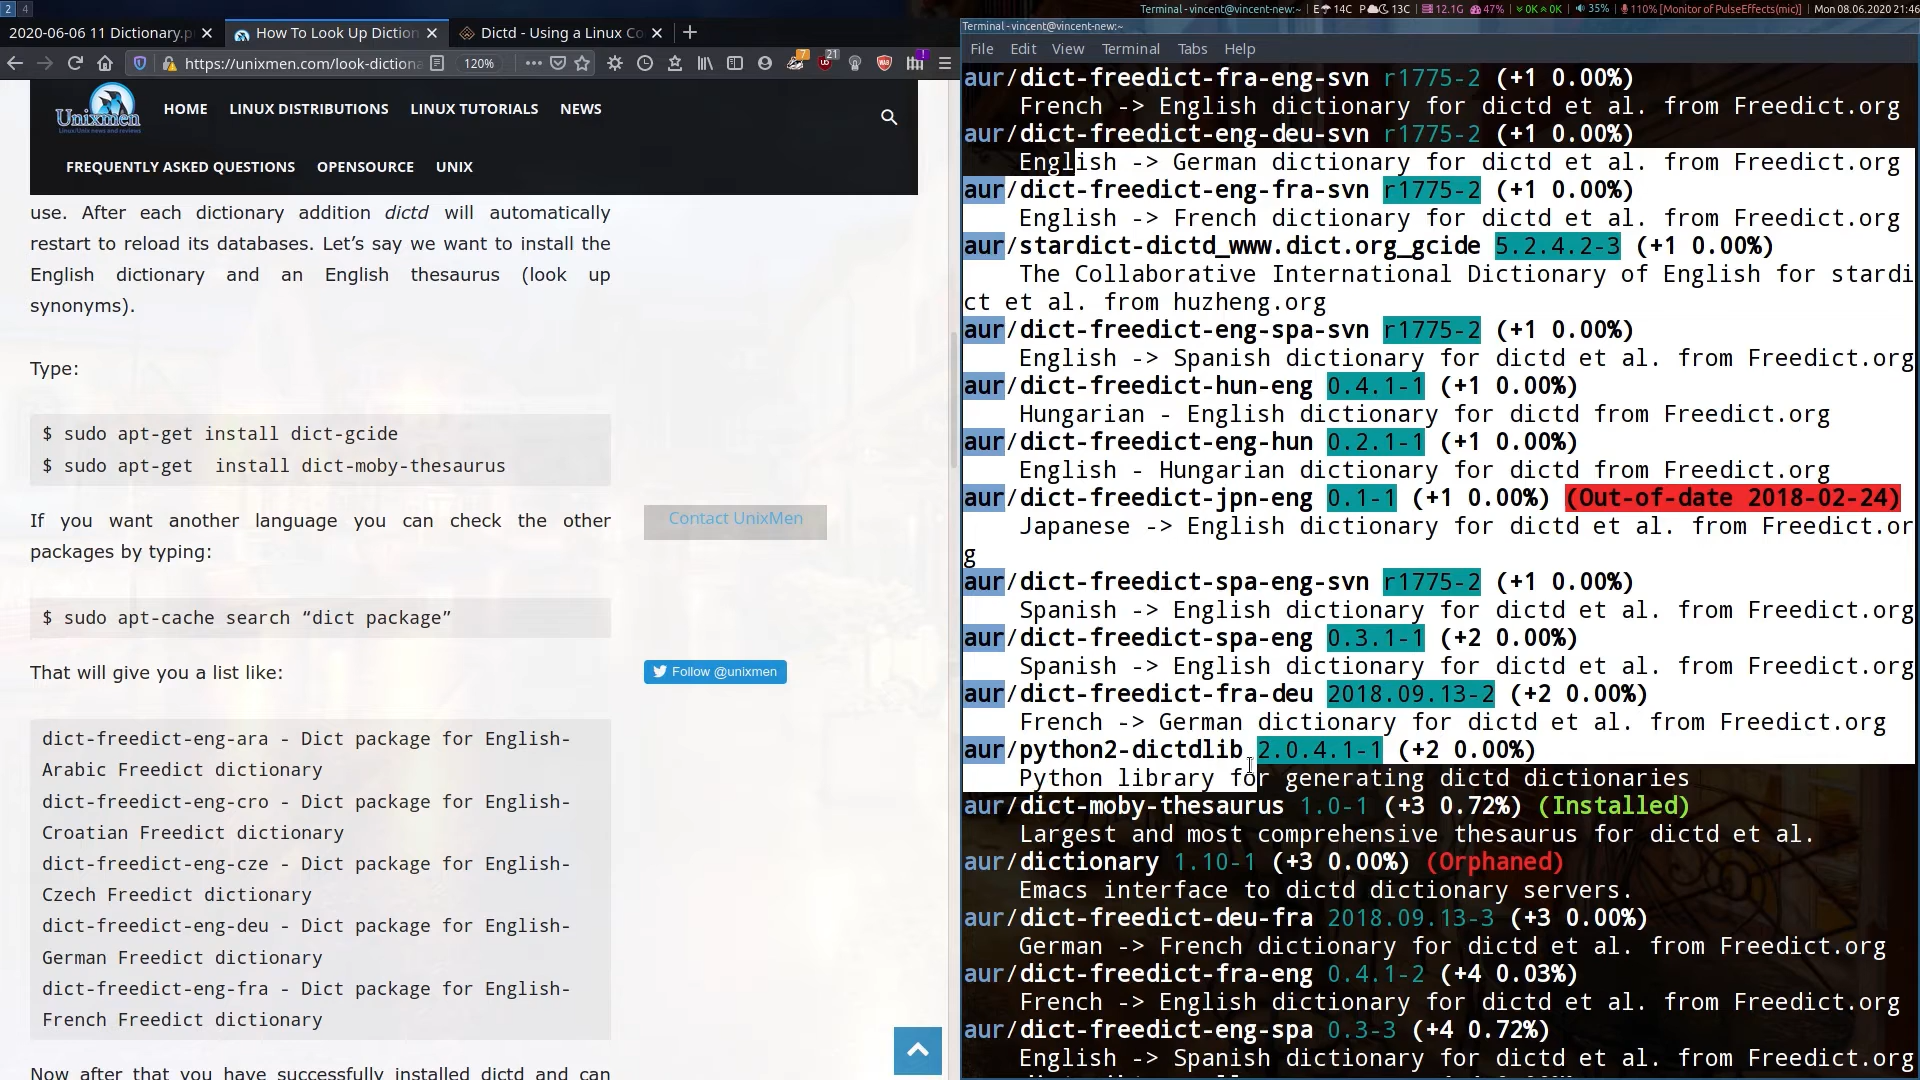 2 4
Terminal - vincent@vincent-new:~
E 14C P 13C 12.1G 47% 0K 0K 35% 110% [Monitor of PulseEffects(mic)] Mon 08.06.2020 21:46
2020-06-06 11 Dictionary.p
How To Look Up Diction
Dictd - Using a Linux Co
https://unixmen.com/look-dictiona
120%
7
21
1
Unixmen
Linux/Unix news and reviews
HOME LINUX DISTRIBUTIONS LINUX TUTORIALS NEWS
FREQUENTLY ASKED QUESTIONS OPENSOURCE UNIX
use. After each dictionary addition dictd will automatically
restart to reload its databases. Let’s say we want to install the
English dictionary and an English thesaurus (look up
synonyms).
Type:
$ sudo apt-get install dict-gcide
$ sudo apt-get  install dict-moby-thesaurus
If you want another language you can check the other
packages by typing:
$ sudo apt-cache search “dict package”
That will give you a list like:
dict-freedict-eng-ara - Dict package for English-
Arabic Freedict dictionary
dict-freedict-eng-cro - Dict package for English-
Croatian Freedict dictionary
dict-freedict-eng-cze - Dict package for English-
Czech Freedict dictionary
dict-freedict-eng-deu - Dict package for English-
German Freedict dictionary
dict-freedict-eng-fra - Dict package for English-
French Freedict dictionary
Now after that you have successfully installed dictd and can
Contact UnixMen
Follow @unixmen
Terminal - vincent@vincent-new:~
File Edit View Terminal Tabs Help
aur/dict-freedict-fra-eng-svn r1775-2 (+1 0.00%)
French -> English dictionary for dictd et al. from Freedict.org
aur/dict-freedict-eng-deu-svn r1775-2 (+1 0.00%)
English -> German dictionary for dictd et al. from Freedict.org
aur/dict-freedict-eng-fra-svn r1775-2 (+1 0.00%)
English -> French dictionary for dictd et al. from Freedict.org
aur/stardict-dictd_www.dict.org_gcide 5.2.4.2-3 (+1 0.00%)
The Collaborative International Dictionary of English for stardi
ct et al. from huzheng.org
aur/dict-freedict-eng-spa-svn r1775-2 (+1 0.00%)
English -> Spanish dictionary for dictd et al. from Freedict.org
aur/dict-freedict-hun-eng 0.4.1-1 (+1 0.00%)
Hungarian - English dictionary for dictd from Freedict.org
aur/dict-freedict-eng-hun 0.2.1-1 (+1 0.00%)
English - Hungarian dictionary for dictd from Freedict.org
aur/dict-freedict-jpn-eng 0.1-1 (+1 0.00%) (Out-of-date 2018-02-24)
Japanese -> English dictionary for dictd et al. from Freedict.or
g
aur/dict-freedict-spa-eng-svn r1775-2 (+1 0.00%)
Spanish -> English dictionary for dictd et al. from Freedict.org
aur/dict-freedict-spa-eng 0.3.1-1 (+2 0.00%)
Spanish -> English dictionary for dictd et al. from Freedict.org
aur/dict-freedict-fra-deu 2018.09.13-2 (+2 0.00%)
French -> German dictionary for dictd et al. from Freedict.org
aur/python2-dictdlib 2.0.4.1-1 (+2 0.00%)
Python library for generating dictd dictionaries
aur/dict-moby-thesaurus 1.0-1 (+3 0.72%) (Installed)
Largest and most comprehensive thesaurus for dictd et al.
aur/dictionary 1.10-1 (+3 0.00%) (Orphaned)
Emacs interface to dictd dictionary servers.
aur/dict-freedict-deu-fra 2018.09.13-3 (+3 0.00%)
German -> French dictionary for dictd et al. from Freedict.org
aur/dict-freedict-fra-eng 0.4.1-2 (+4 0.03%)
French -> English dictionary for dictd et al. from Freedict.org
aur/dict-freedict-eng-spa 0.3-3 (+4 0.72%)
English -> Spanish dictionary for dictd et al. from Freedict.org